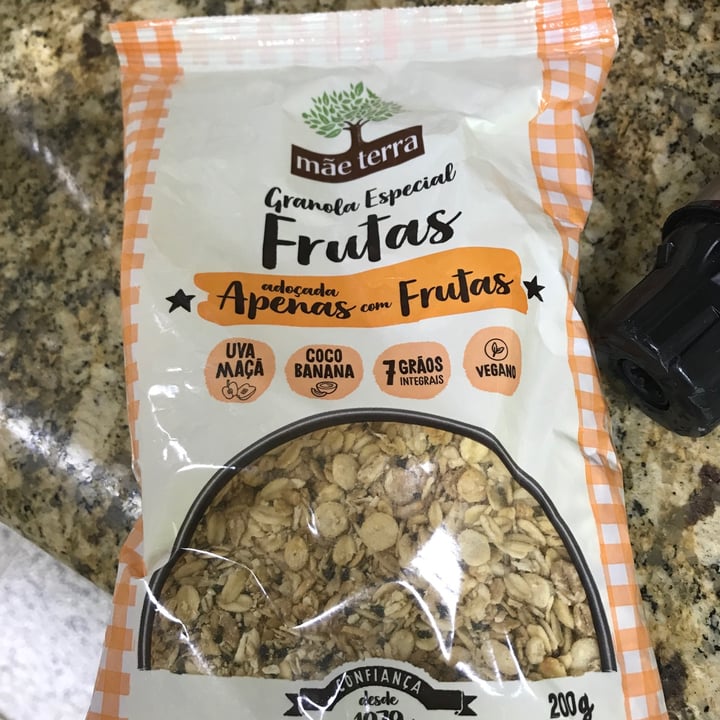 mãe terra
Granola Especial
Frutas
adoçada
Apenas com Frutas
UVA
MAÇÃ
COCO
BANANA
7 GRÃOS
INTEGRAIS
VEGANO
CONFIANÇA
desde
200g